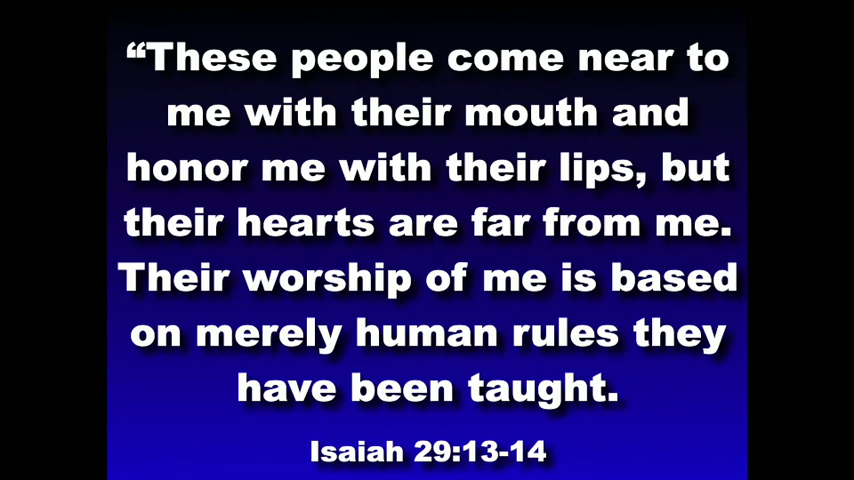 “These people come near to
me with their mouth and
honor me with their lips, but
their hearts are far from me.
Their worship of me is based
on merely human rules they
have been taught.
Isaiah 29:13-14